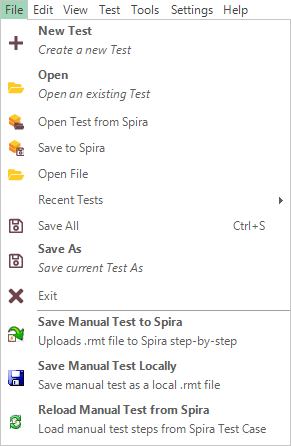 File Edit View Test Tools Settings Help
New Test
Create a new Test
Open
Open an existing Test
Open Test from Spira
Save to Spira
Open File
Recent Tests
Save All Ctrl+S
Save As
Save current Test As
Exit
Save Manual Test to Spira
Uploads .rmt file to Spira step-by-step
Save Manual Test Locally
Save manual test as a local .rmt file
Reload Manual Test from Spira
Load manual test steps from Spira Test Case